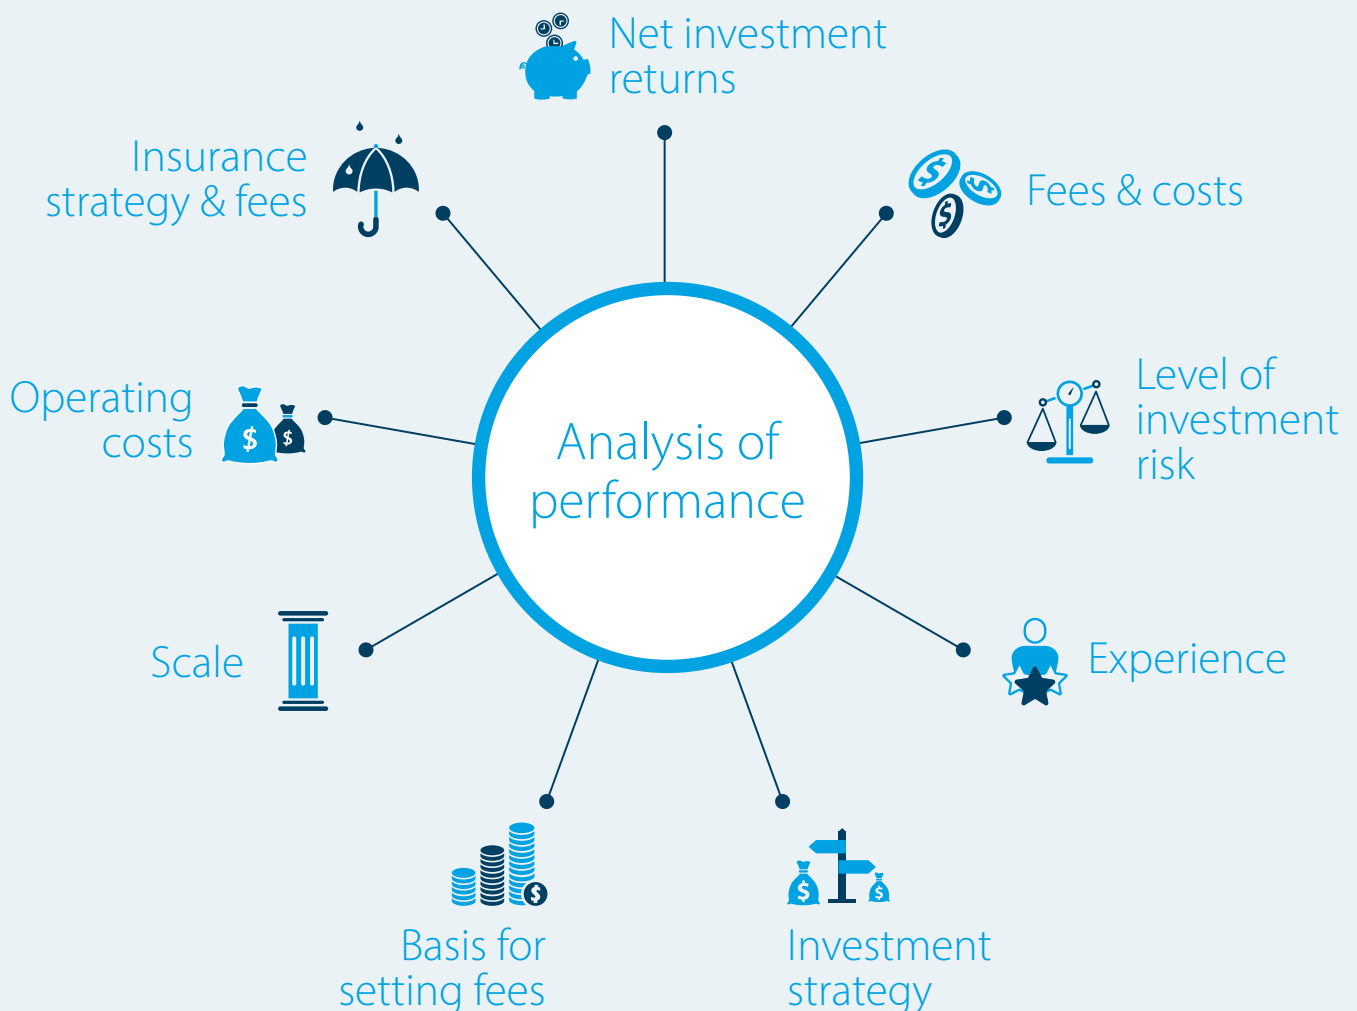 Net investment
returns
Fees & costs
Level of
investment
risk
Experience
Investment
strategy
Basis for
setting fees
Scale
Operating
costs
Insurance
strategy & fees
Analysis of
performance